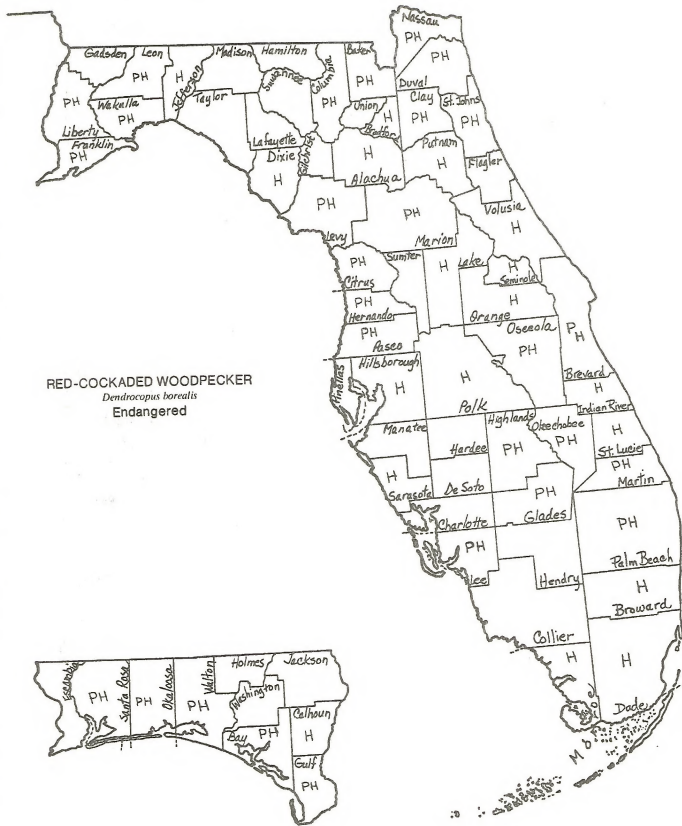 Nassau
PH
Gadsden
Leon
Madison
Hamilton
Baker
PH
H
Jefferson
Suwannee
Columbia
PH
PH
PH
Duval
PH
Wakulla
PH
Taylor
Union
H
Bradford
Clay
PH
St. Johns
PH
Liberty
Franklin
PH
Lafayette
Dixie
H
Gilchrist
H
Alachua
Putnam
H
Flagler
PH
Levy
PH
Marion
Volusia
H
PH
Citrus
Sumter
H
Lake
H
Seminole
PH
Hernando
H
Orange
PH
Pasco
Osceola
PH
PH
Brevard
RED-COCKADED WOODPECKER
Dendrocopus borealis
Endangered
Pinellas
Hillsborough
H
H
Polk
H
Indian River
Manatee
Hardee
Highlands
PH
Okeechobee
PH
H
St. Lucie
H
Sarasota
De Soto
PH
Glades
PH
Martin
Charlotte
PH
Lee
Hendry
PH
Palm Beach
H
Broward
Collier
H
H
Dade
Monroe
Escambia
PH
Santa Rosa
PH
Okaloosa
PH
Walton
Holmes
Jackson
Washington
Bay
PH
Calhoun
H
Gulf
PH